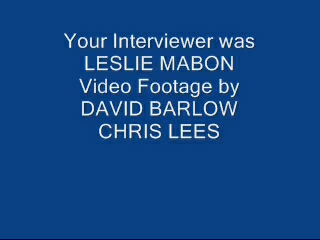 Your Interviewer was
LESLIE MABON
Video Footage by
DAVID BARLOW
CHRIS LEES